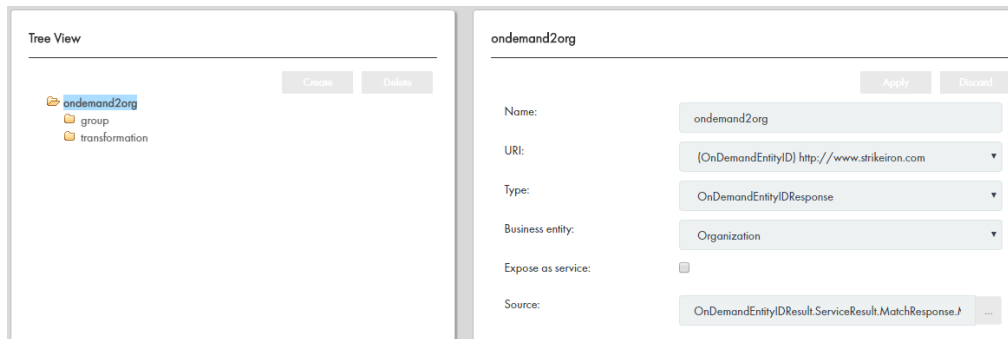 Tree View
Create Delete
ondemand2org
group
transformation
ondemand2org
Apply Discard
Name: ondemand2org
URI: (OnDemandEntityID) http://www.strikeiron.com
Type: OnDemandEntityIDResponse
Business entity: Organization
Expose as service:
Source: OnDemandEntityIDResult.ServiceResult.MatchResponse. ...